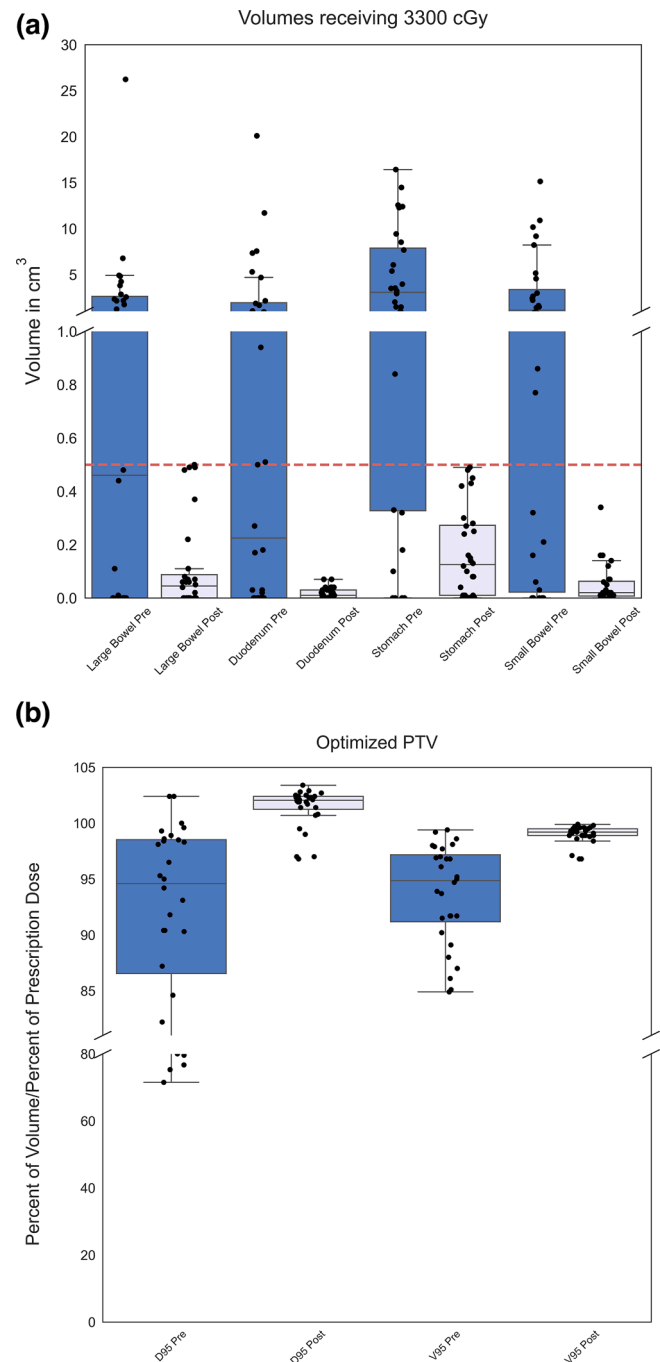 (a)
Volumes receiving 3300 cGy
Volume in cm³
30
25
20
15
10
5
1.0
0.8
0.6
0.4
0.2
0.0
Large Bowel Pre
Large Bowel Post
Duodenum Pre
Duodenum Post
Stomach Pre
Stomach Post
Small Bowel Pre
Small Bowel Post
(b)
Optimized PTV
Percent of Volume/Percent of Prescription Dose
105
100
95
90
85
80
60
40
20
0
D95 Pre
D95 Post
V95 Pre
V95 Post